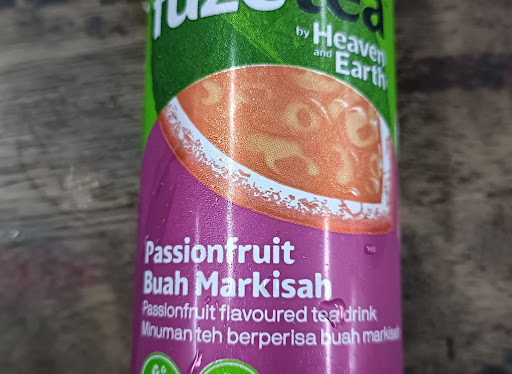 fuze tea
by Heaven
and Earth
Passionfruit
Buah Markisah
Passionfruit flavoured tea drink
Minuman teh berperisa buah markisah